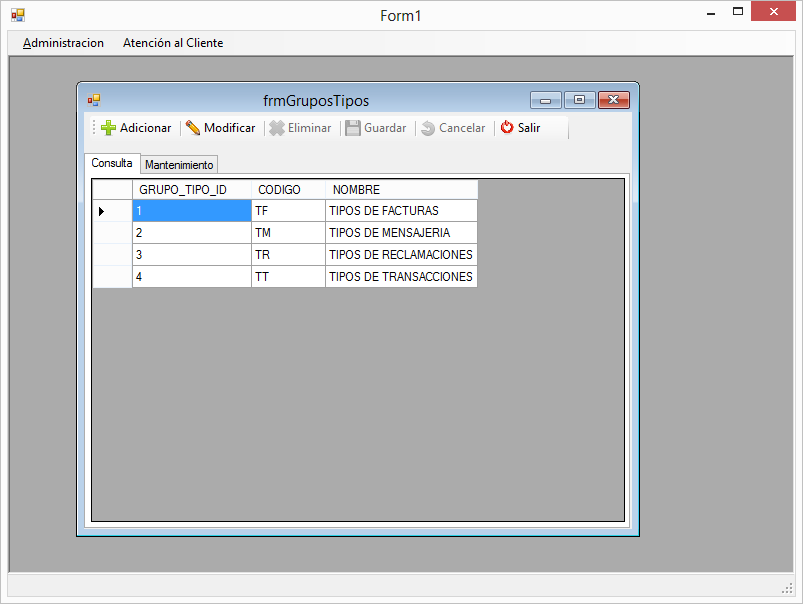 Form1
Administracion Atención al Cliente
frmGruposTipos
Adicionar Modificar Eliminar Guardar Cancelar Salir
Consulta Mantenimiento
GRUPO_TIPO_ID CODIGO NOMBRE
1 TF TIPOS DE FACTURAS
2 TM TIPOS DE MENSAJERIA
3 TR TIPOS DE RECLAMACIONES
4 TT TIPOS DE TRANSACCIONES